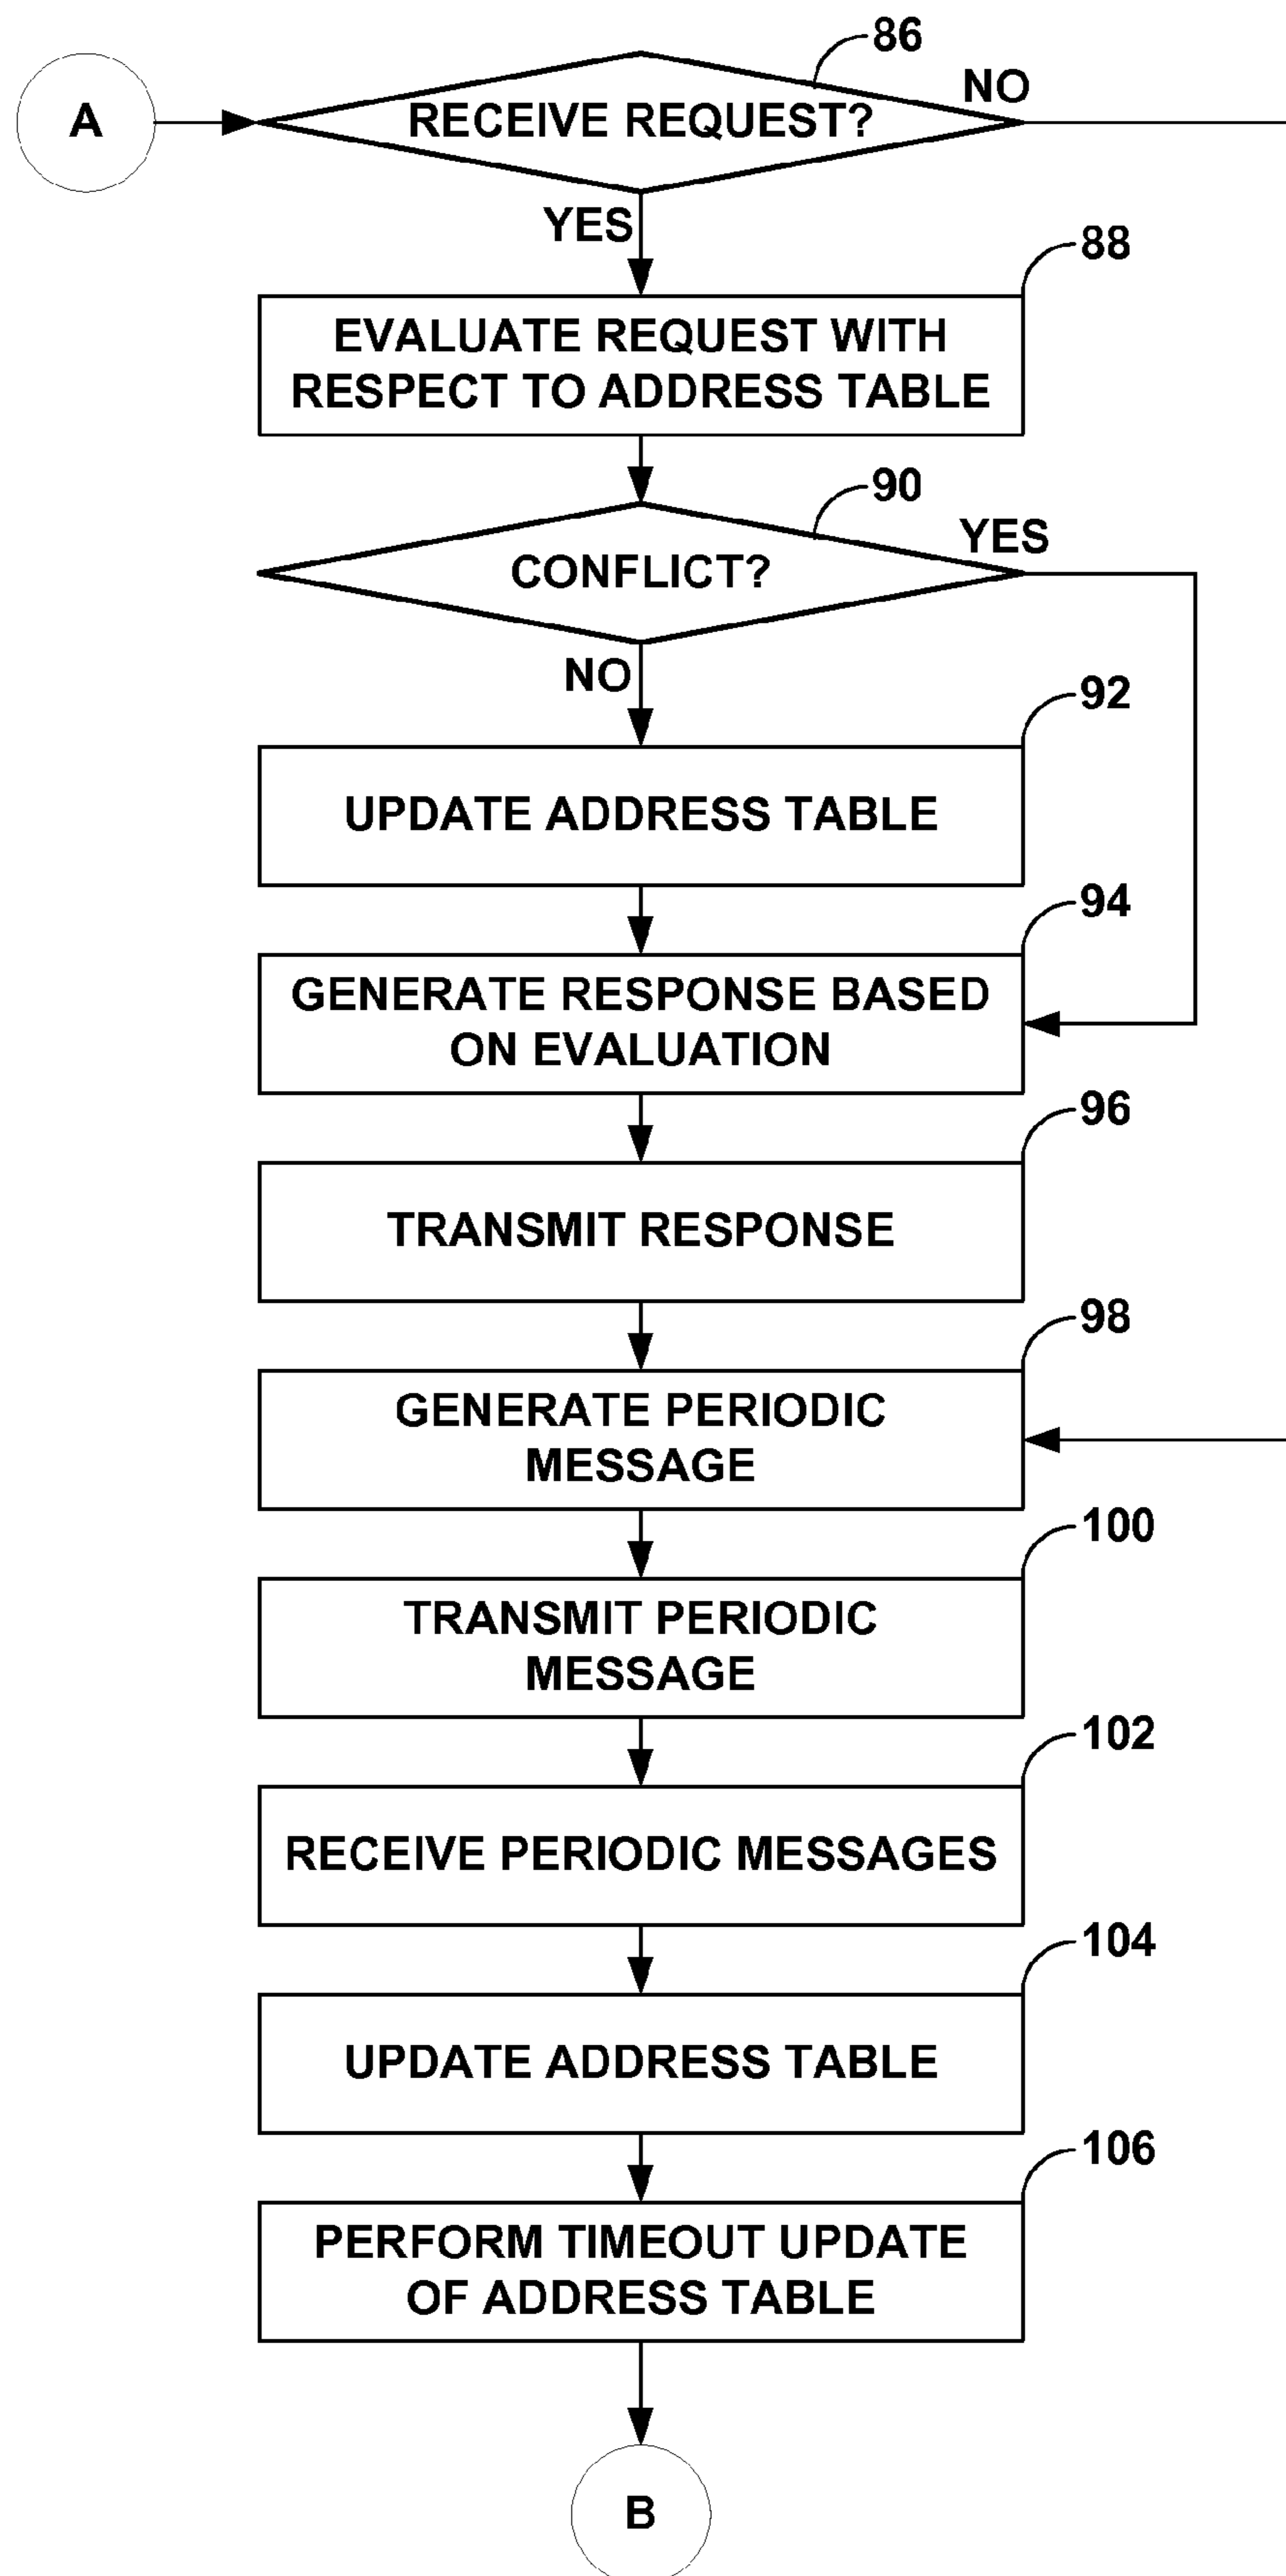 86
A
RECEIVE REQUEST?
NO
YES
88
EVALUATE REQUEST WITH
RESPECT TO ADDRESS TABLE
90
YES
CONFLICT?
NO
92
UPDATE ADDRESS TABLE
94
GENERATE RESPONSE BASED
ON EVALUATION
96
TRANSMIT RESPONSE
98
GENERATE PERIODIC
MESSAGE
100
TRANSMIT PERIODIC
MESSAGE
102
RECEIVE PERIODIC MESSAGES
104
UPDATE ADDRESS TABLE
106
PERFORM TIMEOUT UPDATE
OF ADDRESS TABLE
B